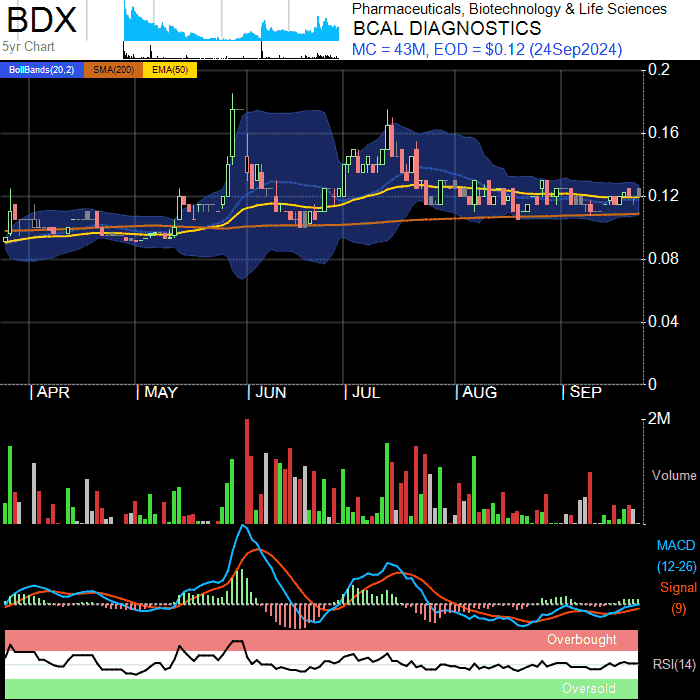 BDX
5yr Chart
Pharmaceuticals, Biotechnology & Life Sciences
BCAL DIAGNOSTICS
MC = 43M, EOD = $0.12 (24Sep2024)
BollBands(20,2) SMA(200) EMA(50)
0.2
0.16
0.12
0.08
0.04
0
APR MAY JUN JUL AUG SEP
2M
Volume
MACD
(12-26)
Signal
(9)
Overbought
RSI(14)
Oversold